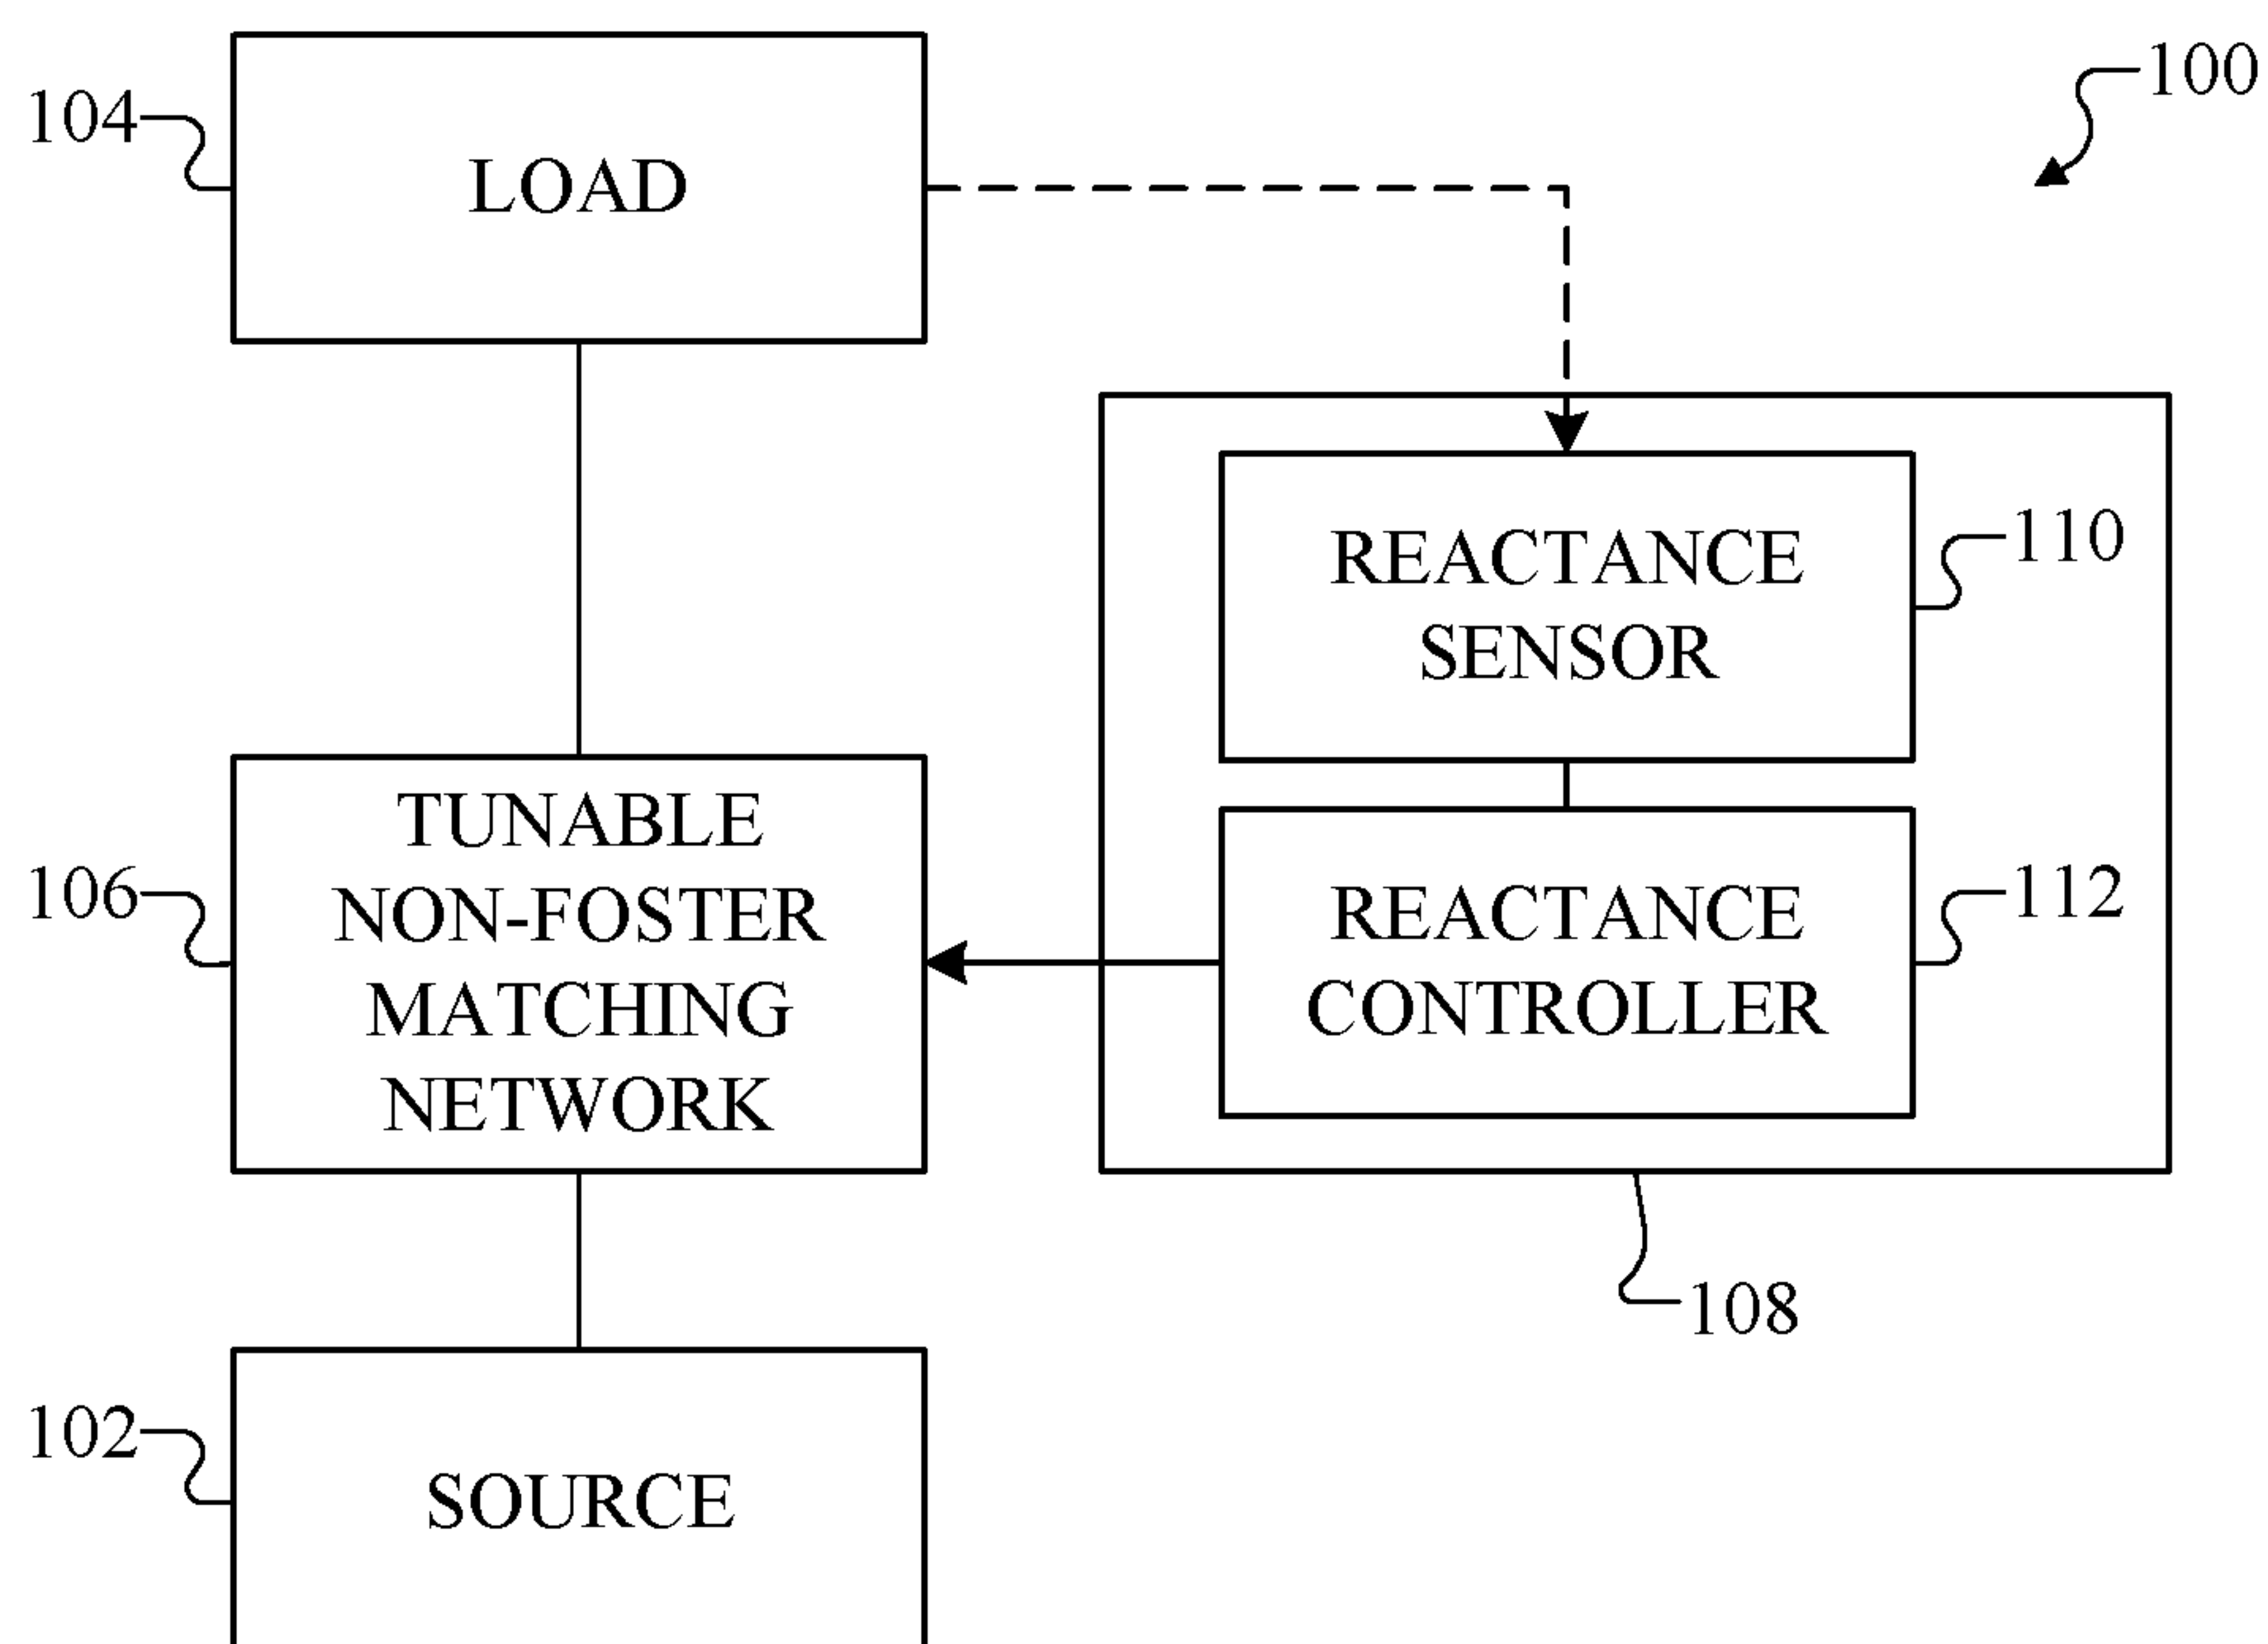 100
104
LOAD
110
REACTANCE
SENSOR
106
TUNABLE
NON-FOSTER
MATCHING
NETWORK
112
REACTANCE
CONTROLLER
108
102
SOURCE